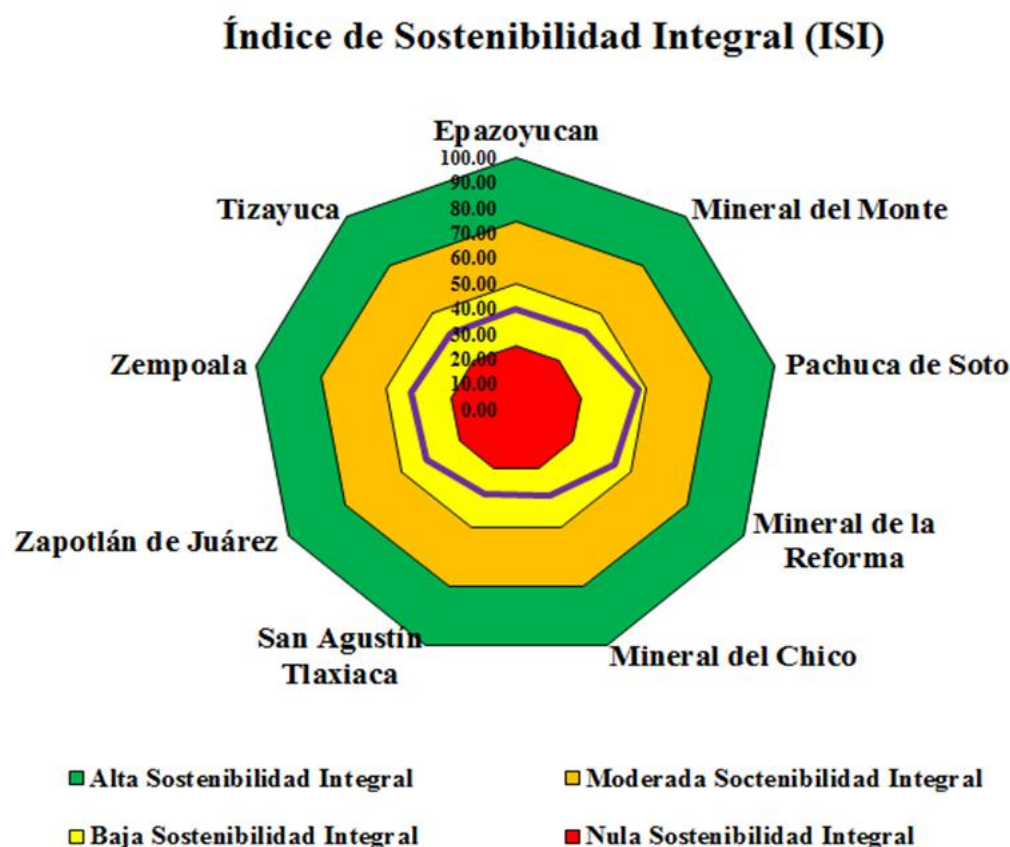 Índice de Sostenibilidad Integral (ISI)
Epazoyucan
100.00
90.00
80.00
70.00
60.00
50.00
40.00
30.00
20.00
10.00
0.00
Tizayuca
Mineral del Monte
Zempoala
Pachuca de Soto
Zapotlán de Juárez
Mineral de la
Reforma
San Agustín
Tlaxiaca
Mineral del Chico
Alta Sostenibilidad Integral
Moderada Soctenibilidad Integral
Baja Sostenibilidad Integral
Nula Sostenibilidad Integral